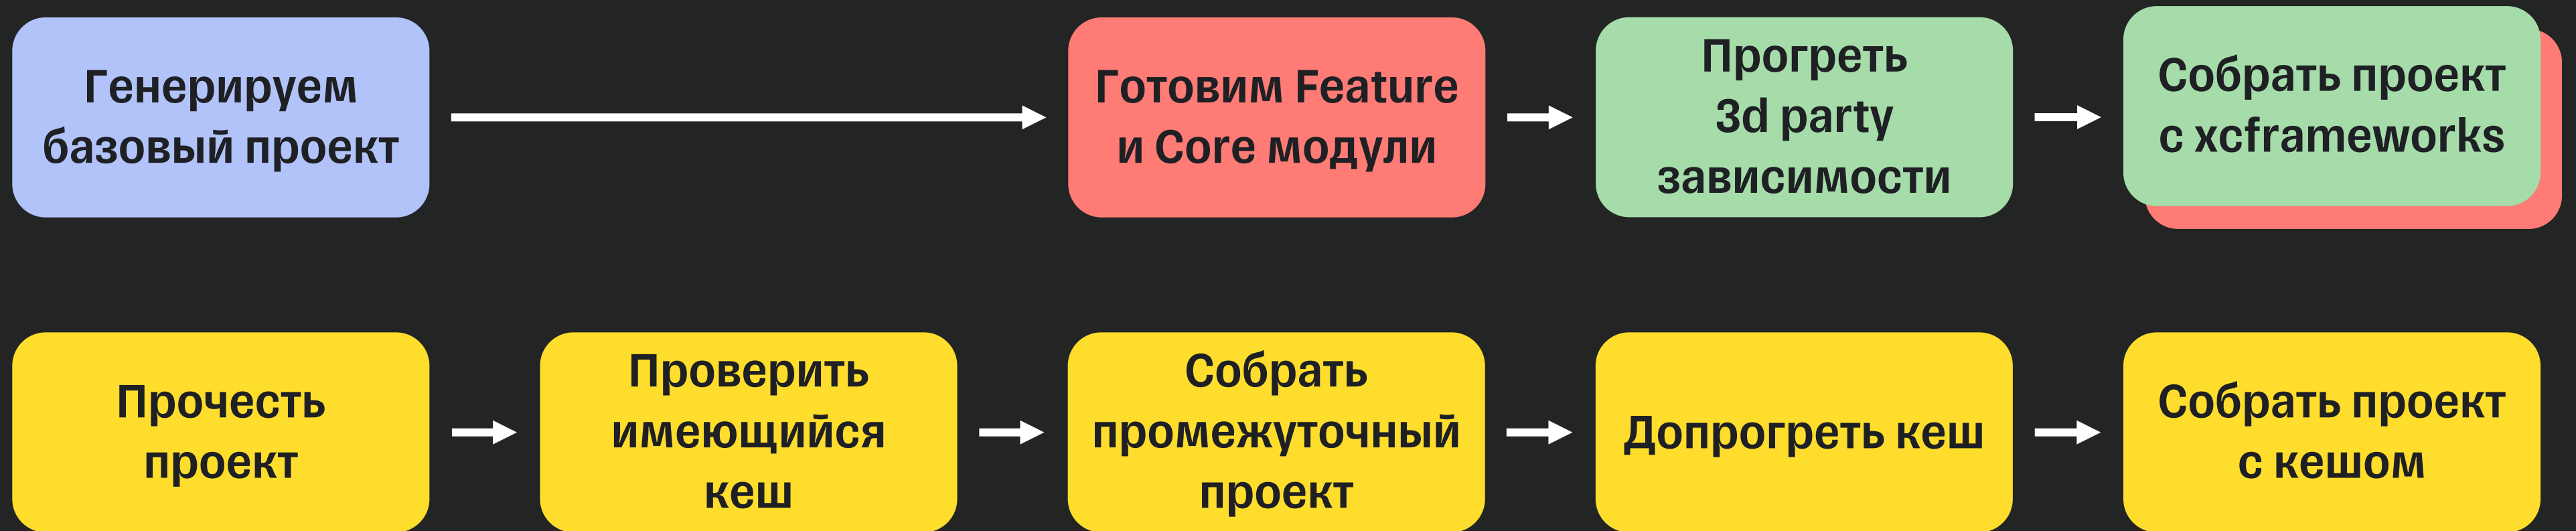 Генерируем
базовый проект
Готовим Feature
и Core модули
Прогреть
3d party
зависимости
Собрать проект
с xcframeworks
Прочесть
проект
Проверить
имеющийся
кеш
Собрать
промежуточный
проект
Допрогреть кеш
Собрать проект
с кешом